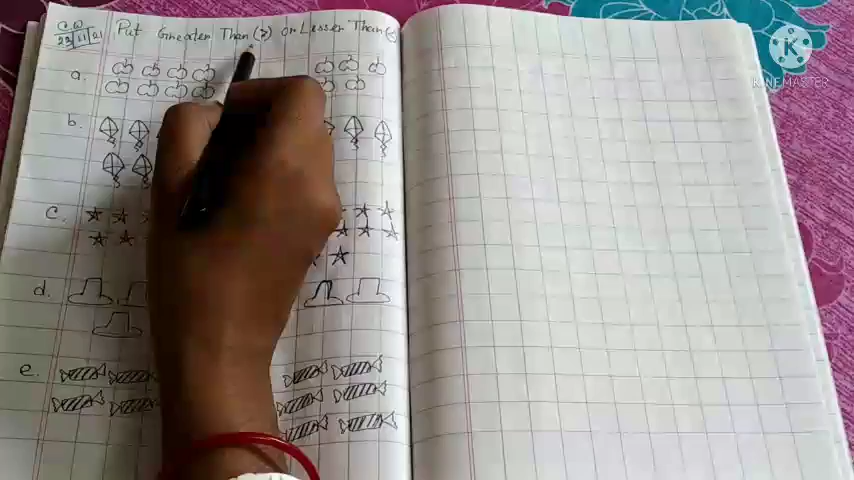 C.W
23/11/21
Put Greater Than (>) Or Lesser Than (<)
a.
b.
c.
d.
e.
K
KINEMASTER